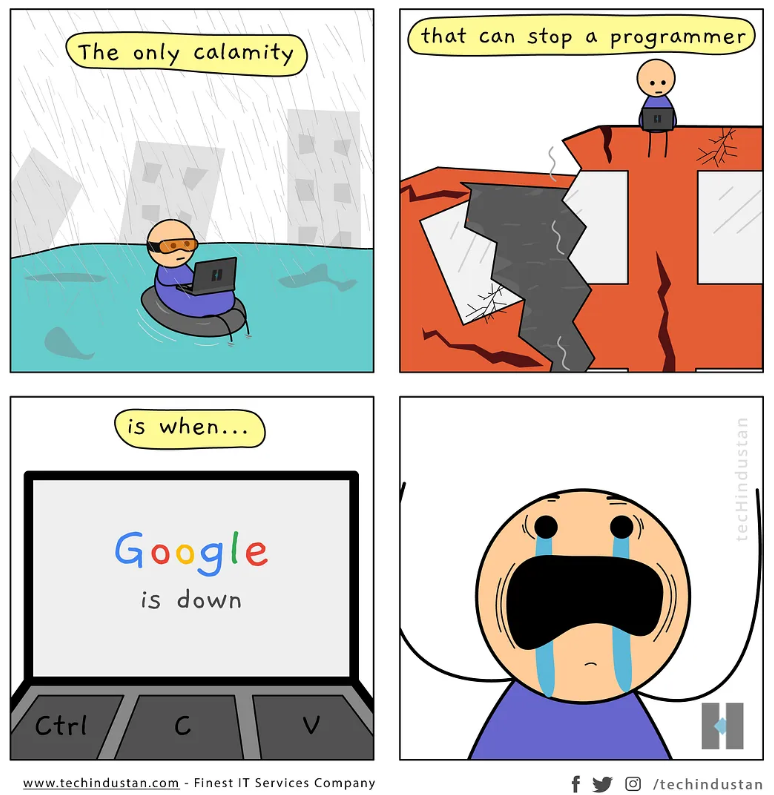 The only calamity
that can stop a programmer
is when...
Google
is down
Ctrl C V
tecHindustan
www.techindustan.com - Finest IT Services Company
/techindustan